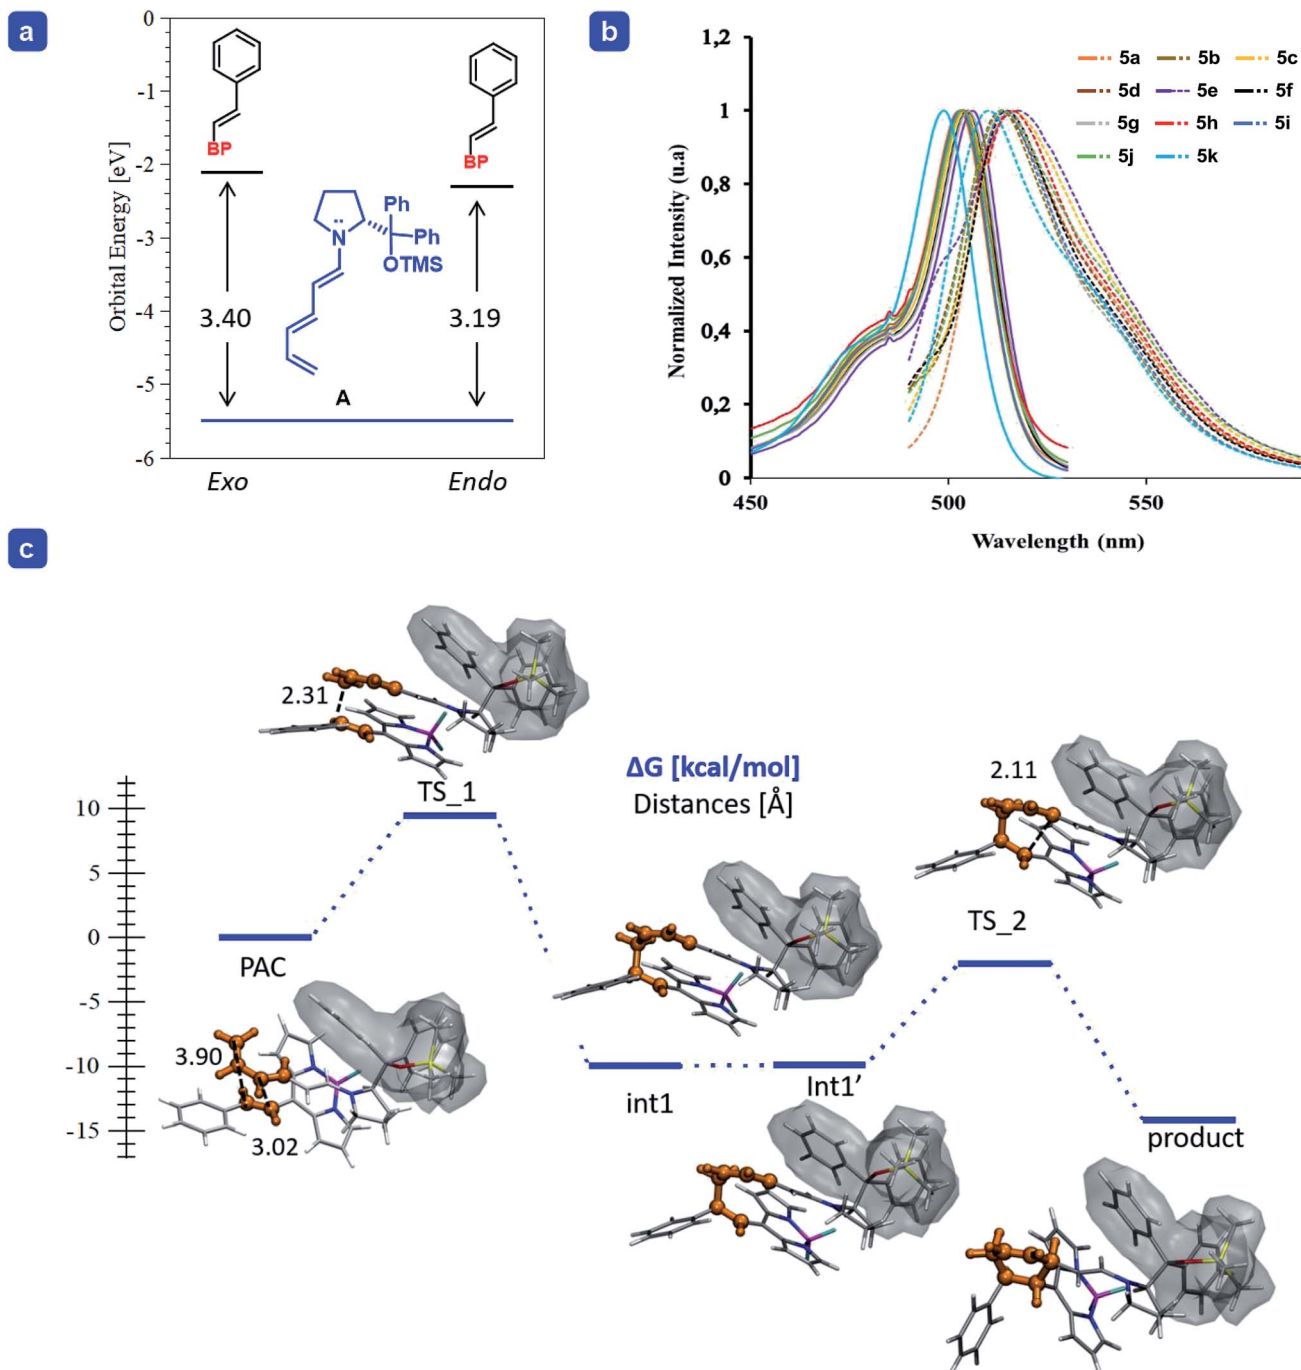 a
0
-1
-2
-3
-4
-5
-6
Orbital Energy [eV]
BP
BP
3.40
3.19
N
Ph
Ph
OTMS
A
Exo
Endo
b
1,2
1
0,8
0,6
0,4
0,2
0
Normalized Intensity (u.a)
5a 5b 5c
5d 5e 5f
5g 5h 5i
5j 5k
450 500 550
Wavelength (nm)
c
ΔG [kcal/mol]
Distances [Å]
10
5
0
-5
-10
-15
2.31
TS_1
PAC
3.90
3.02
int1
Int1’
2.11
TS_2
product